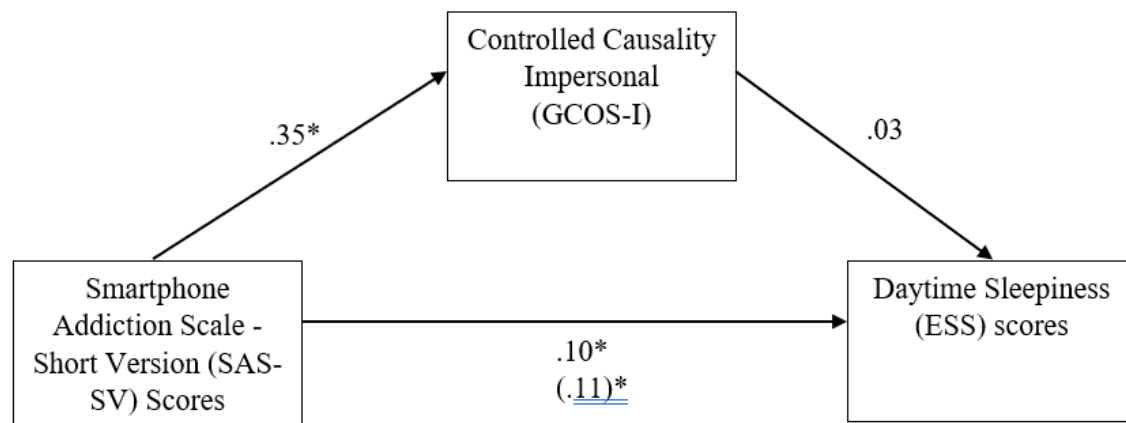 Controlled Causality
Impersonal
(GCOS-I)
.35*
.03
Smartphone
Addiction Scale -
Short Version (SAS-
SV) Scores
.10*
(.11)*
Daytime Sleepiness
(ESS) scores